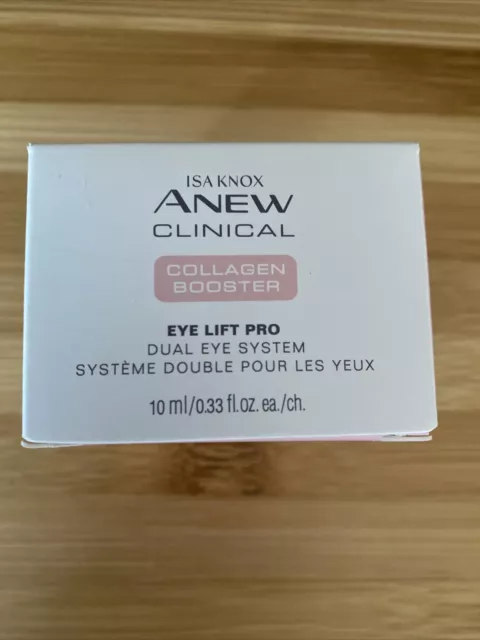 ISA KNOX
ANEW
CLINICAL
COLLAGEN
BOOSTER
EYE LIFT PRO
DUAL EYE SYSTEM
SYSTÈME DOUBLE POUR LES YEUX
10 ml/0.33 fl.oz. ea./ch.